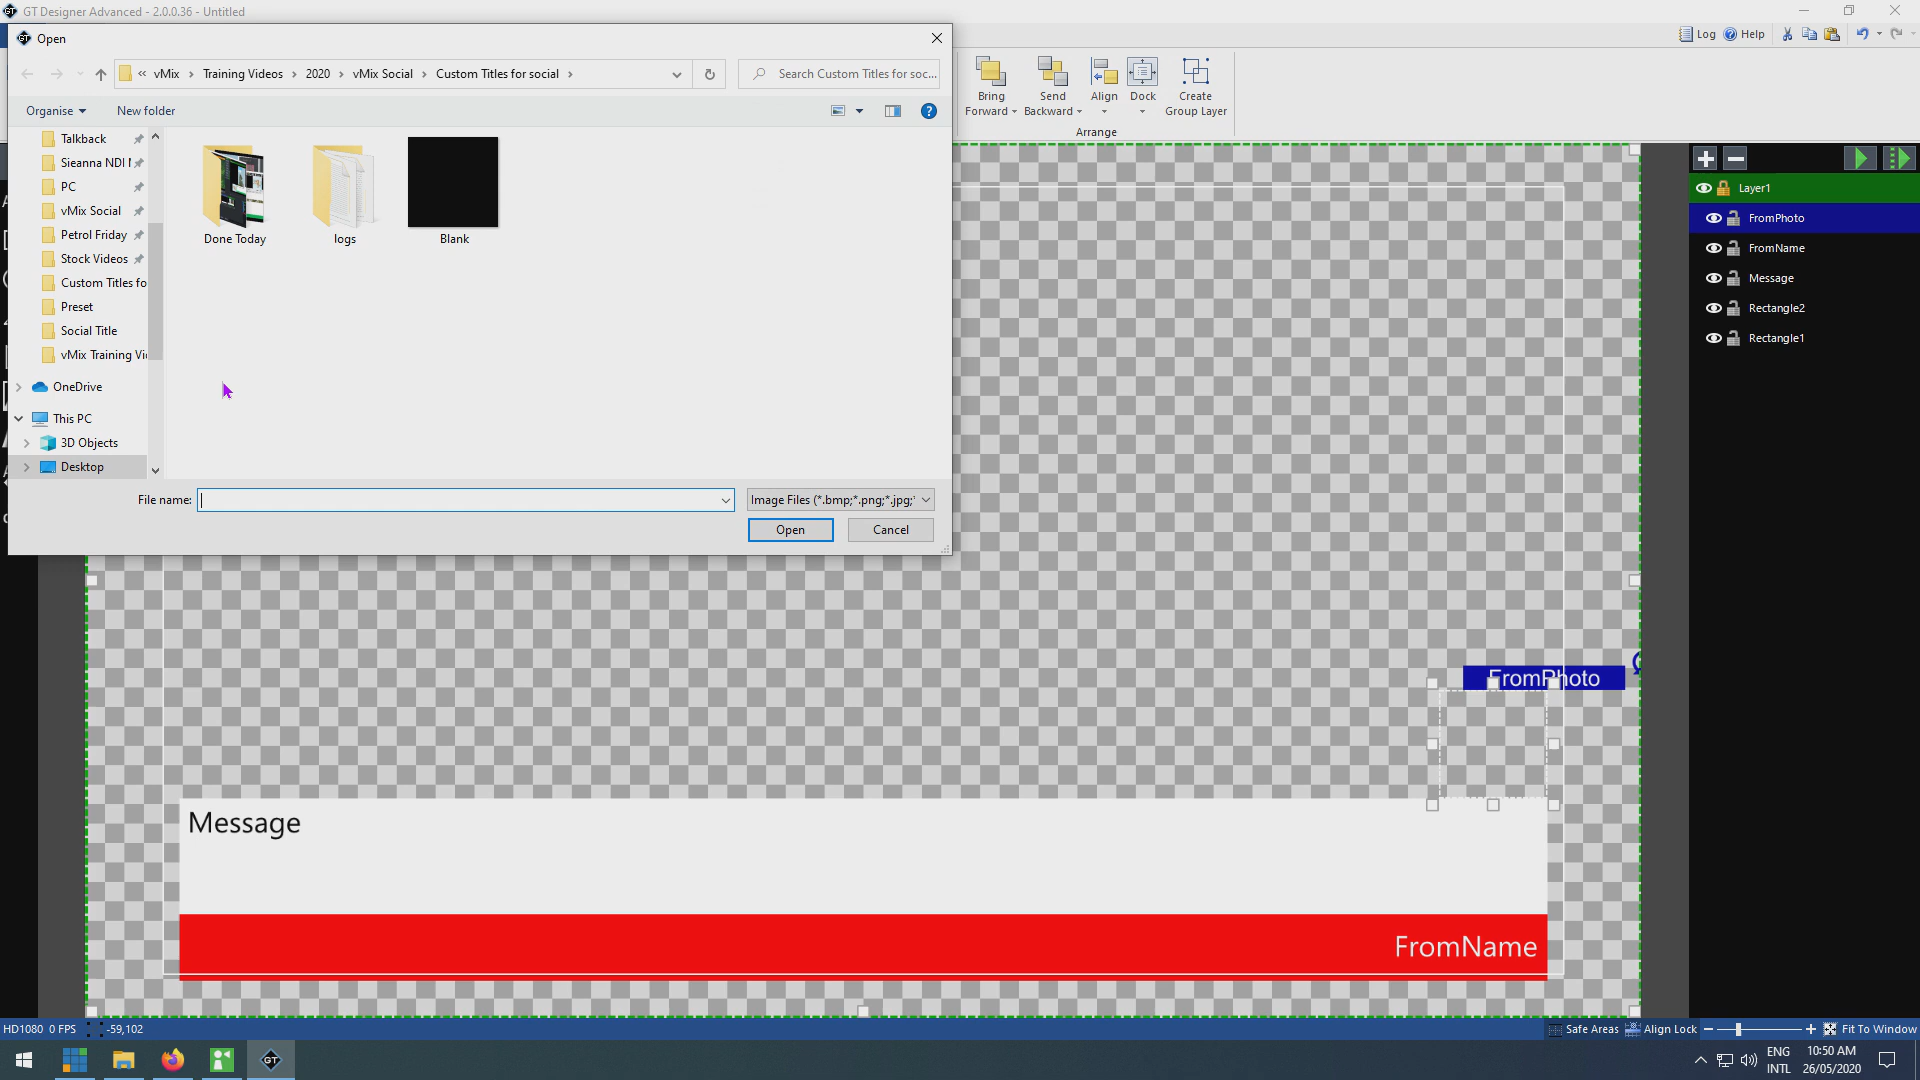 GT Designer Advanced - 2.0.0.36 - Untitled
Open
Log
Help
« vMix > Training Videos > 2020 > vMix Social > Custom Titles for social >
Search Custom Titles for soc...
Organise
New folder
Talkback
Sieanna NDI
PC
vMix Social
Petrol Friday
Stock Videos
Custom Titles fo
Preset
Social Title
vMix Training Vi
OneDrive
This PC
3D Objects
Desktop
Done Today
logs
Blank
File name:
Image Files (*.bmp;*.png;*.jpg;
Open
Cancel
Bring Forward
Send Backward
Align
Dock
Create Group Layer
Arrange
Layer1
FromPhoto
FromName
Message
Rectangle2
Rectangle1
FromPhoto
Message
FromName
HD1080 0 FPS
-59,102
Safe Areas
Align Lock
Fit To Window
GT
ENG
INTL
10:50 AM
26/05/2020